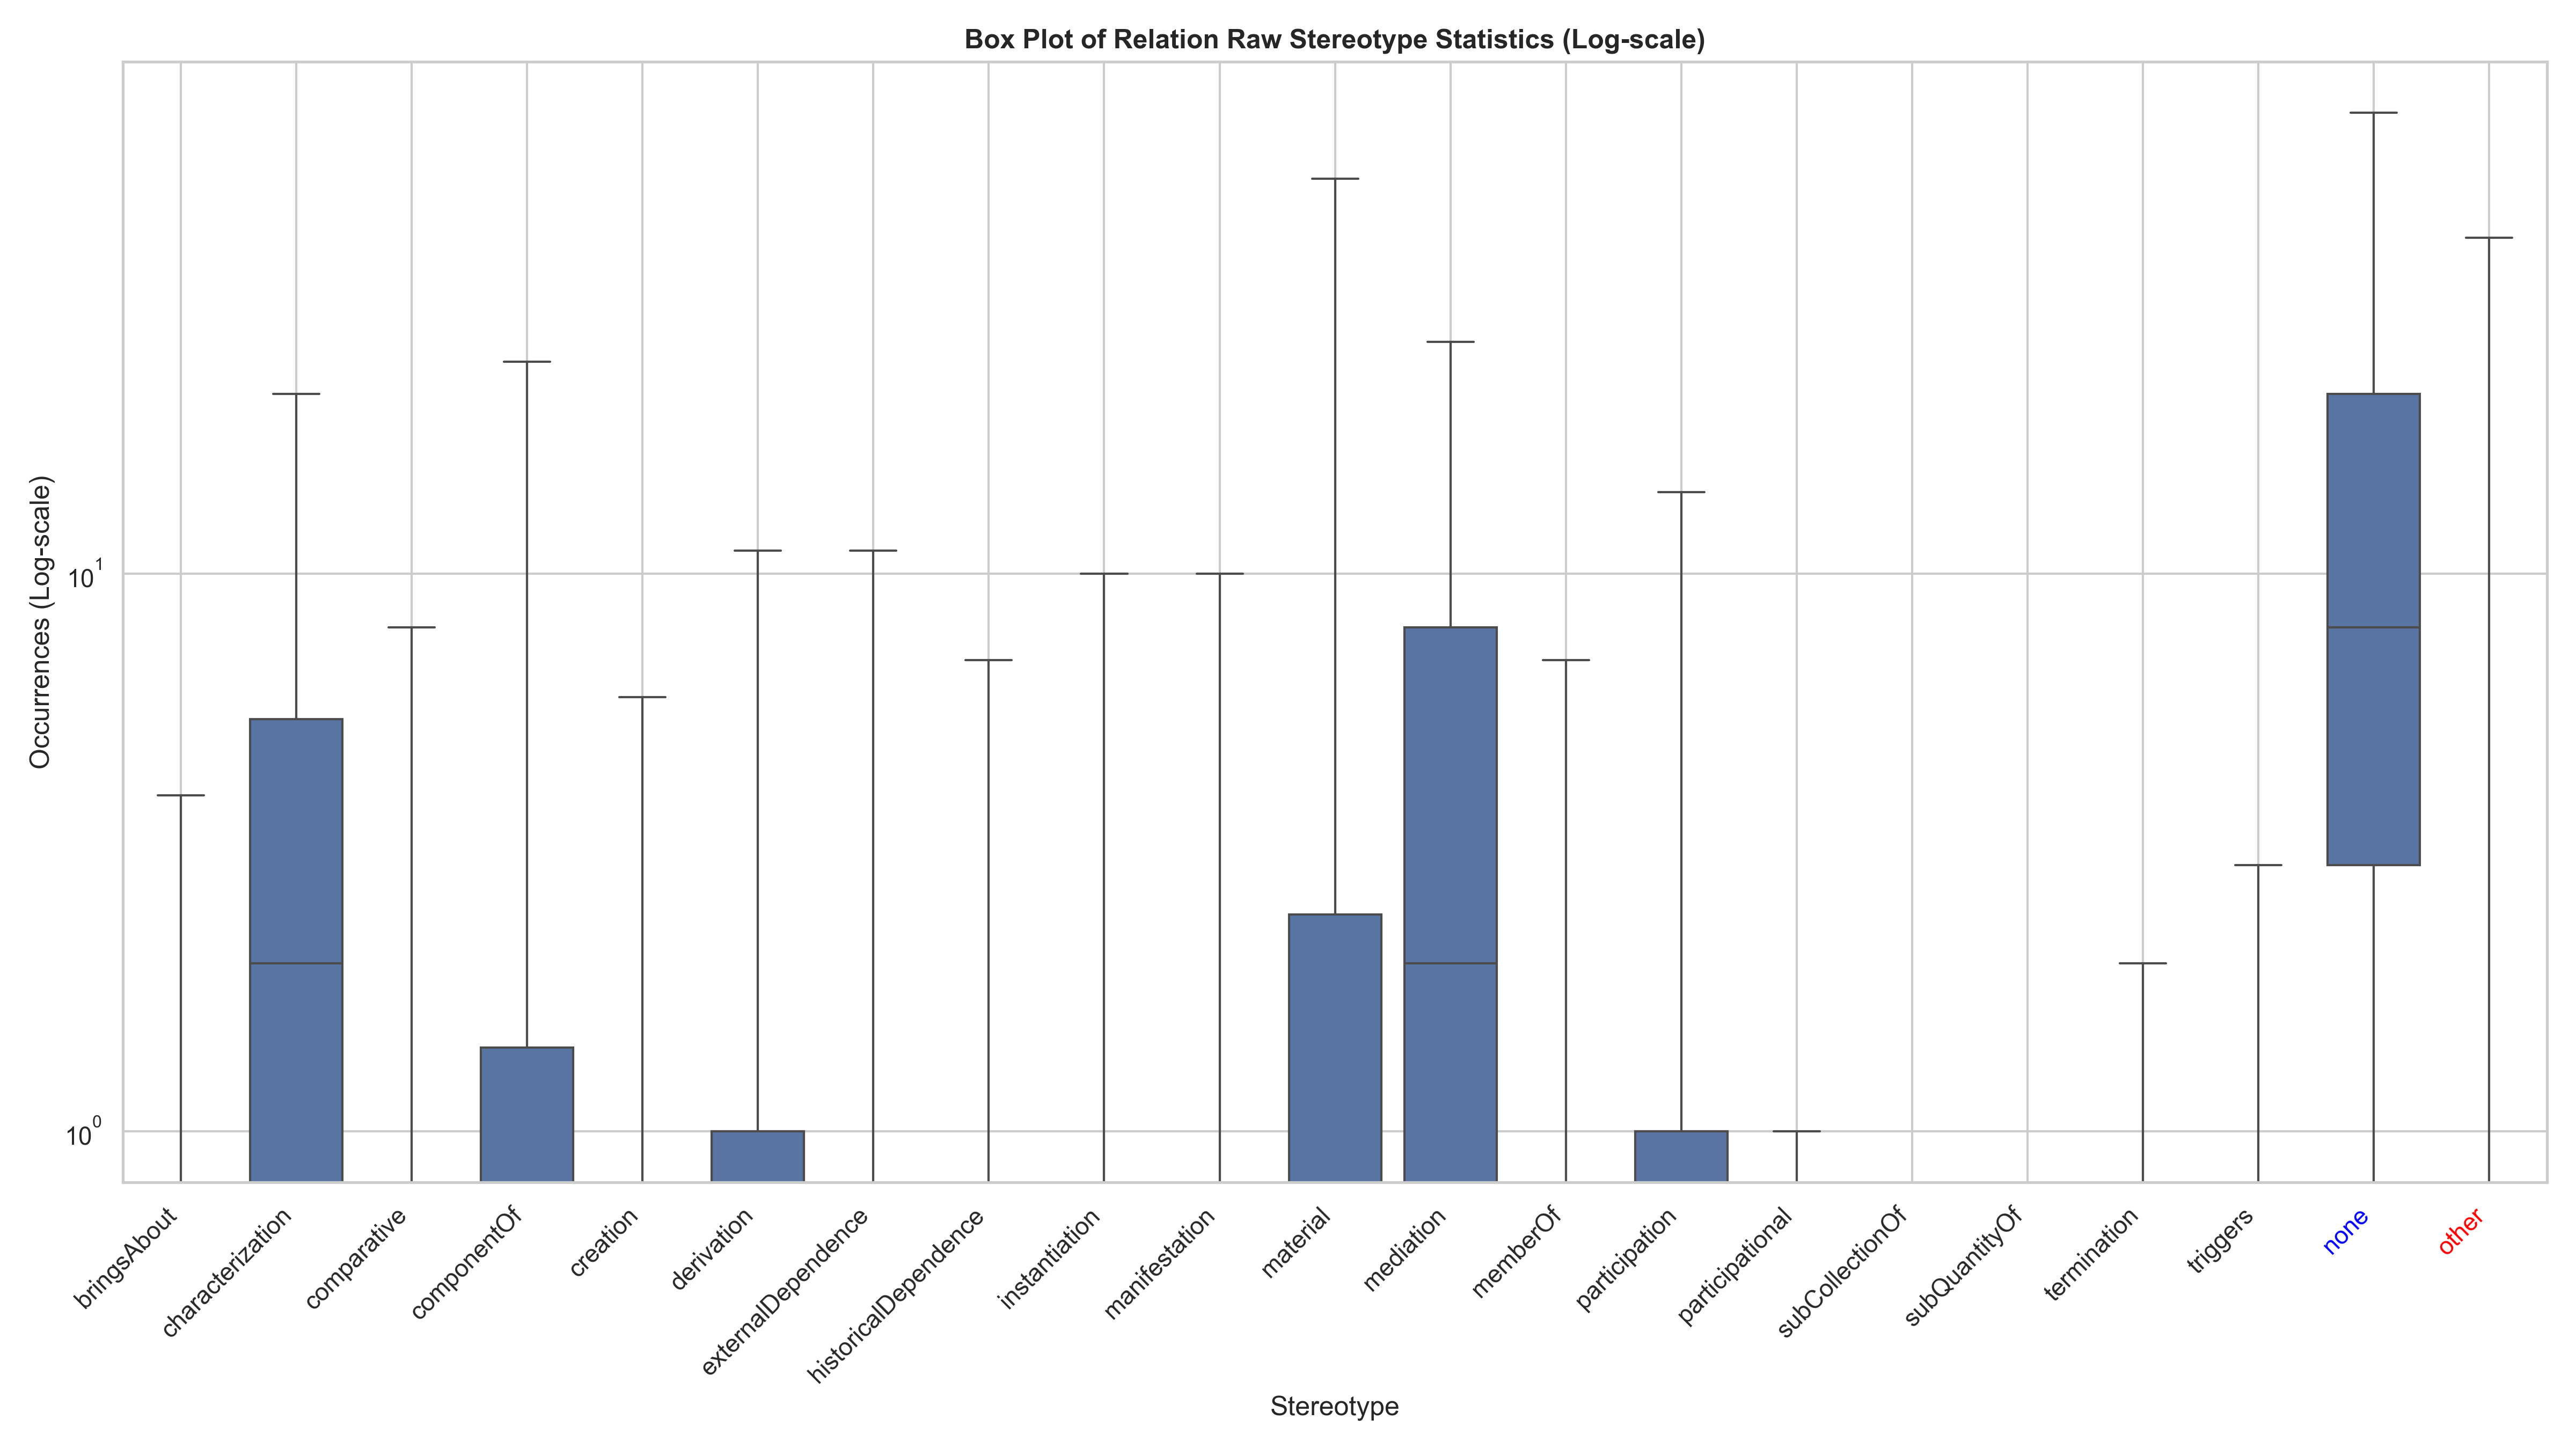 Box Plot of Relation Raw Stereotype Statistics (Log-scale)
Occurrences (Log-scale)
10¹
10⁰
bringsAbout
characterization
comparative
componentOf
creation
derivation
externalDependence
historicalDependence
instantiation
manifestation
material
mediation
memberOf
participation
participational
subCollectionOf
subQuantityOf
termination
triggers
none
other
Stereotype